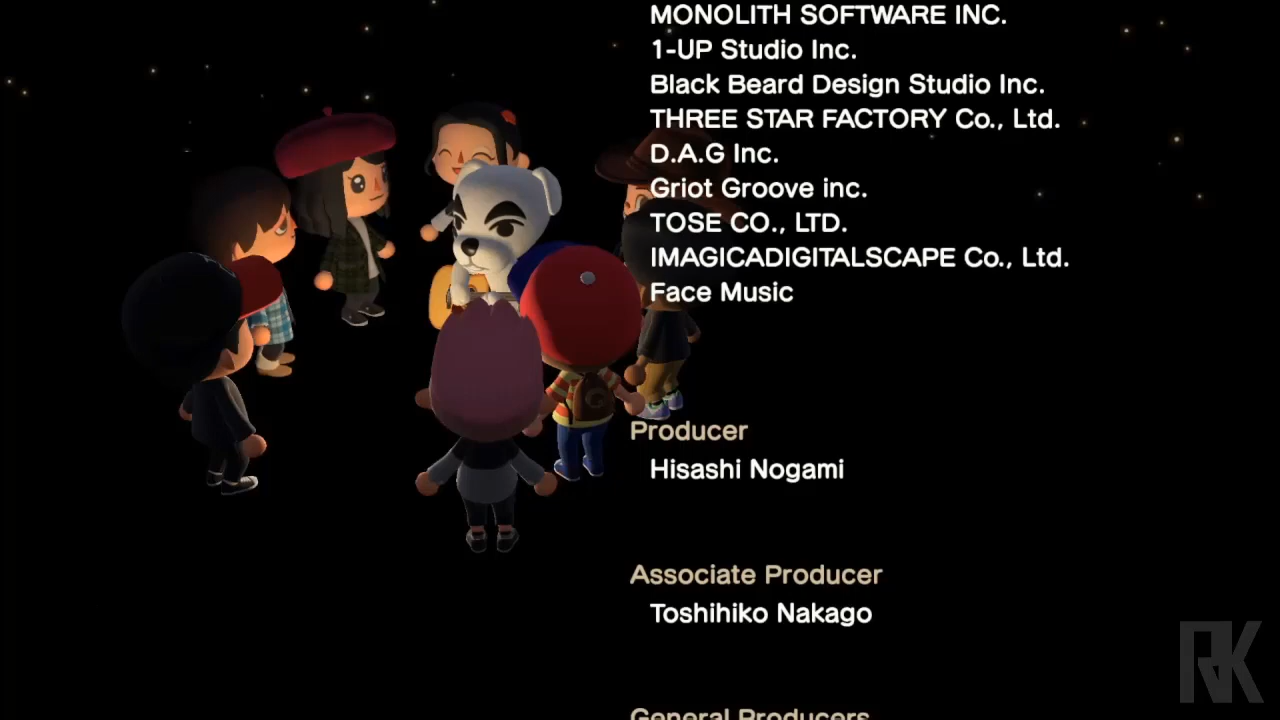 MONOLITH SOFTWARE INC.
1-UP Studio Inc.
Black Beard Design Studio Inc.
THREE STAR FACTORY Co., Ltd.
D.A.G Inc.
Griot Groove inc.
TOSE CO., LTD.
IMAGICADIGITALSCAPE Co., Ltd.
Face Music
Producer
Hisashi Nogami
Associate Producer
Toshihiko Nakago
General Producers
RK